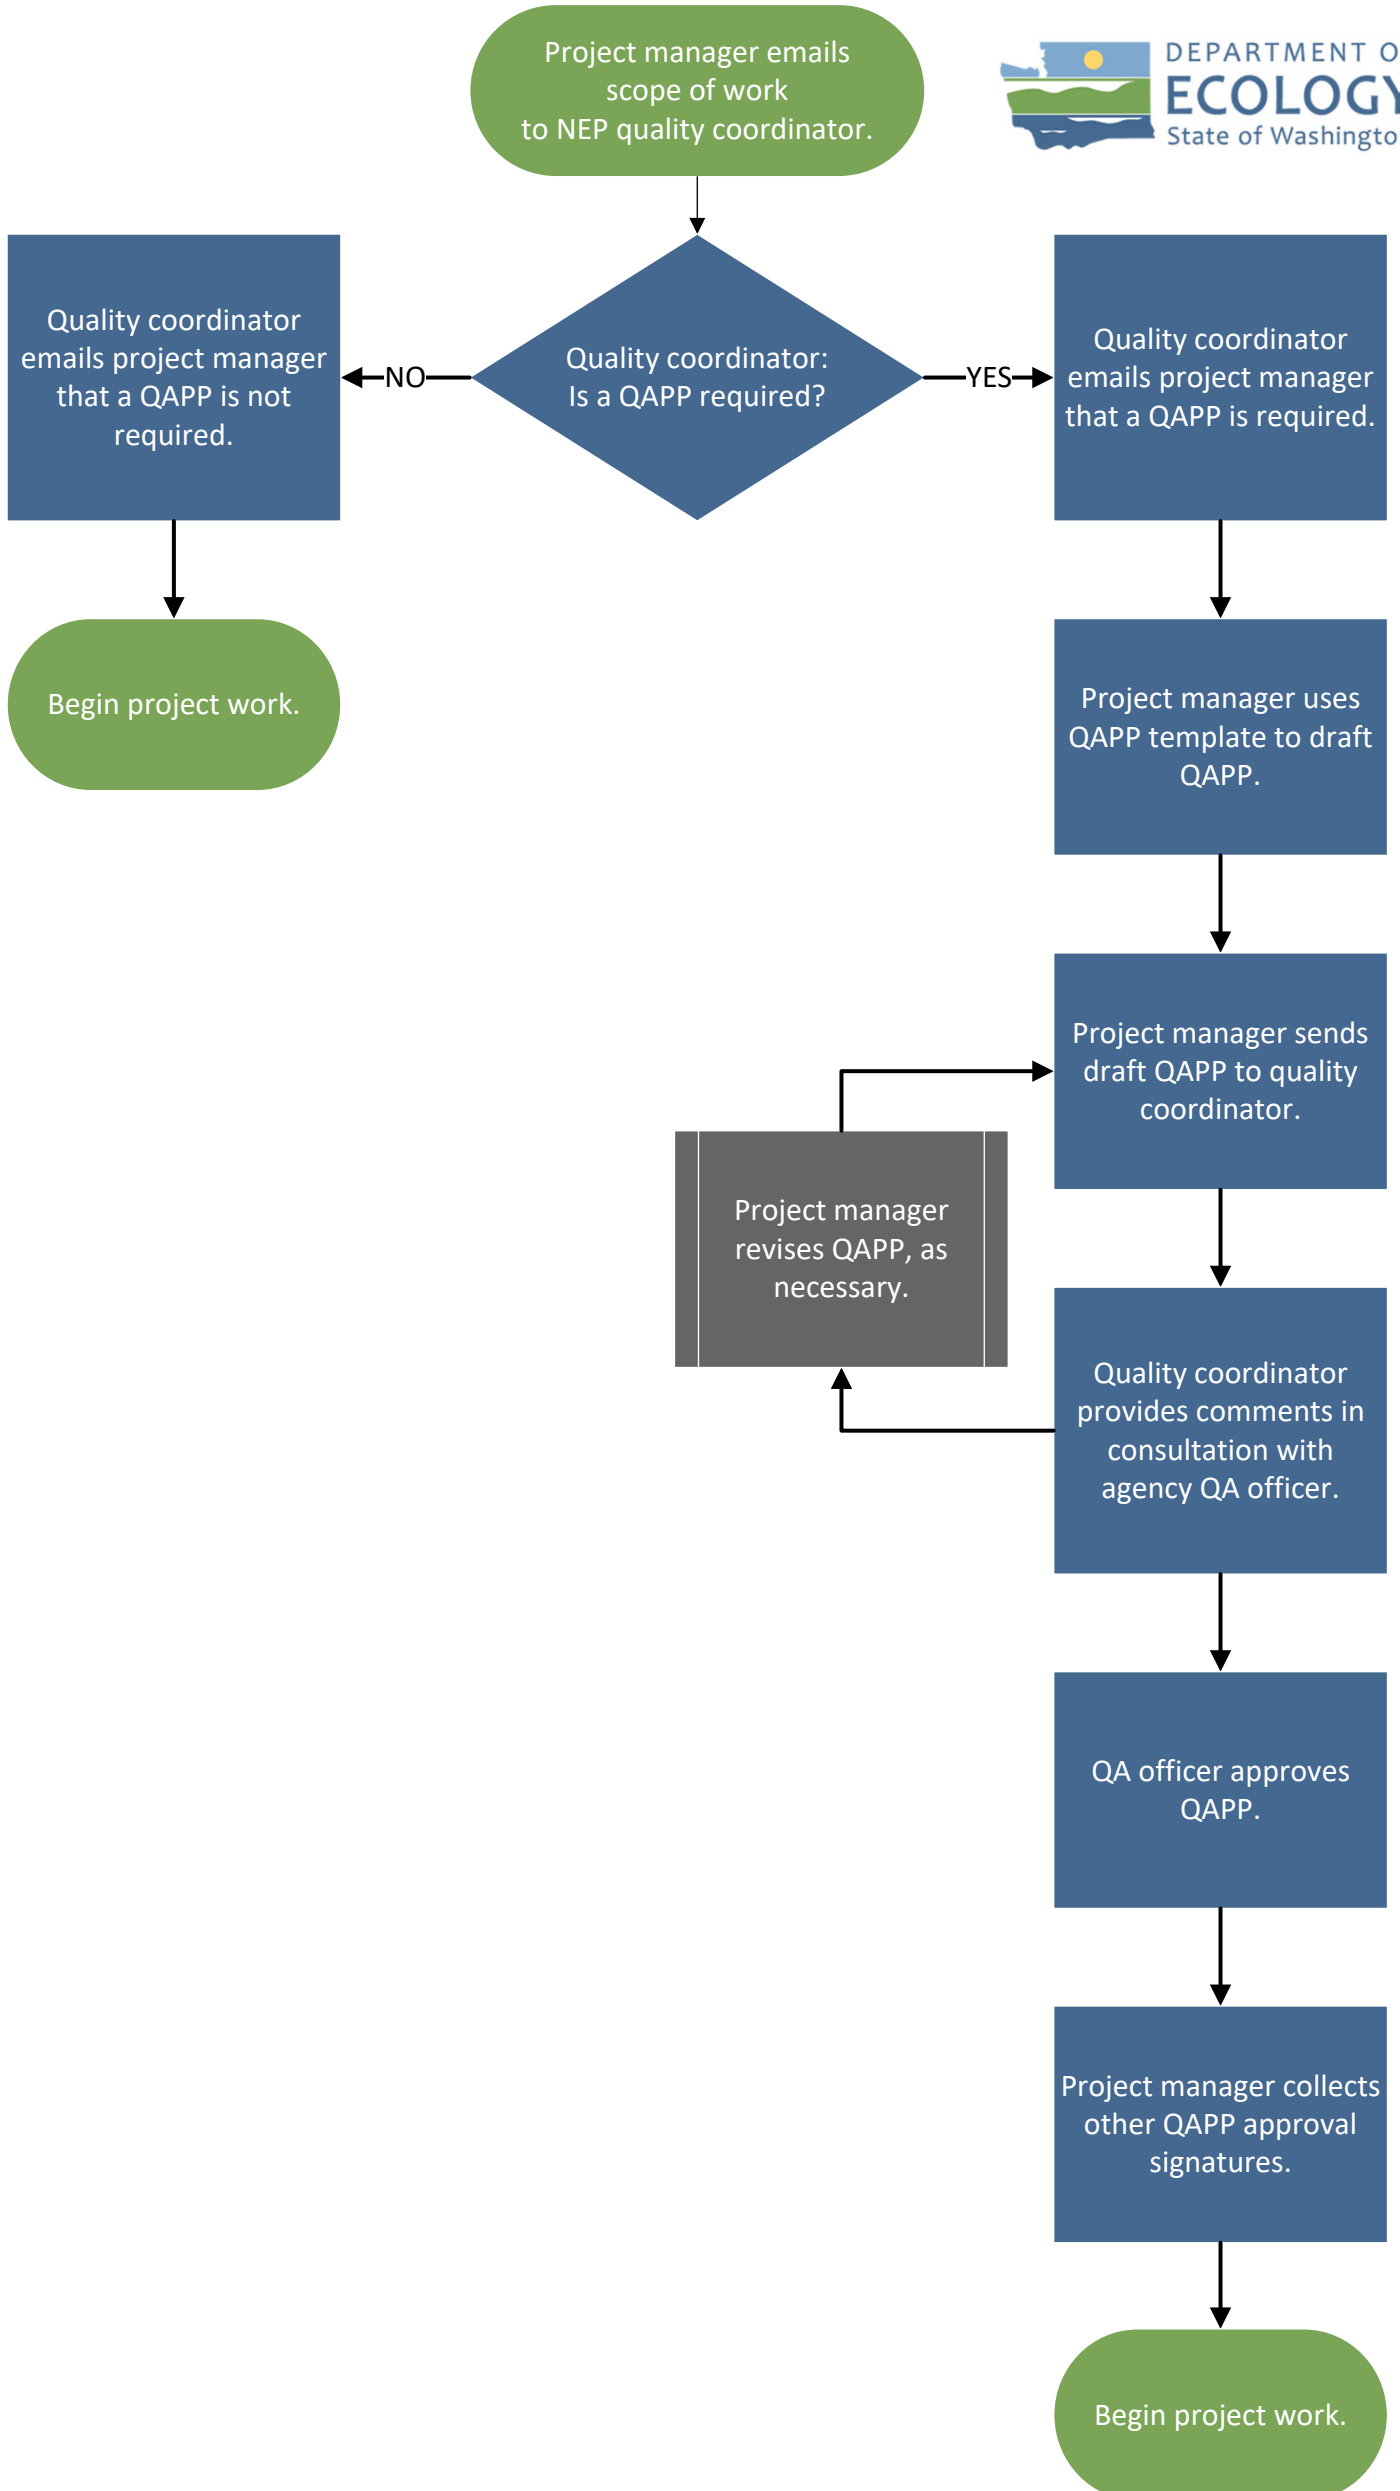 Project manager emails
scope of work
to NEP quality coordinator.
DEPARTMENT O
ECOLOGY
State of Washingto
Quality coordinator
emails project manager
that a QAPP is not
required.
NO
Quality coordinator:
Is a QAPP required?
YES
Quality coordinator
emails project manager
that a QAPP is required.
Begin project work.
Project manager uses
QAPP template to draft
QAPP.
Project manager sends
draft QAPP to quality
coordinator.
Project manager
revises QAPP, as
necessary.
Quality coordinator
provides comments in
consultation with
agency QA officer.
QA officer approves
QAPP.
Project manager collects
other QAPP approval
signatures.
Begin project work.